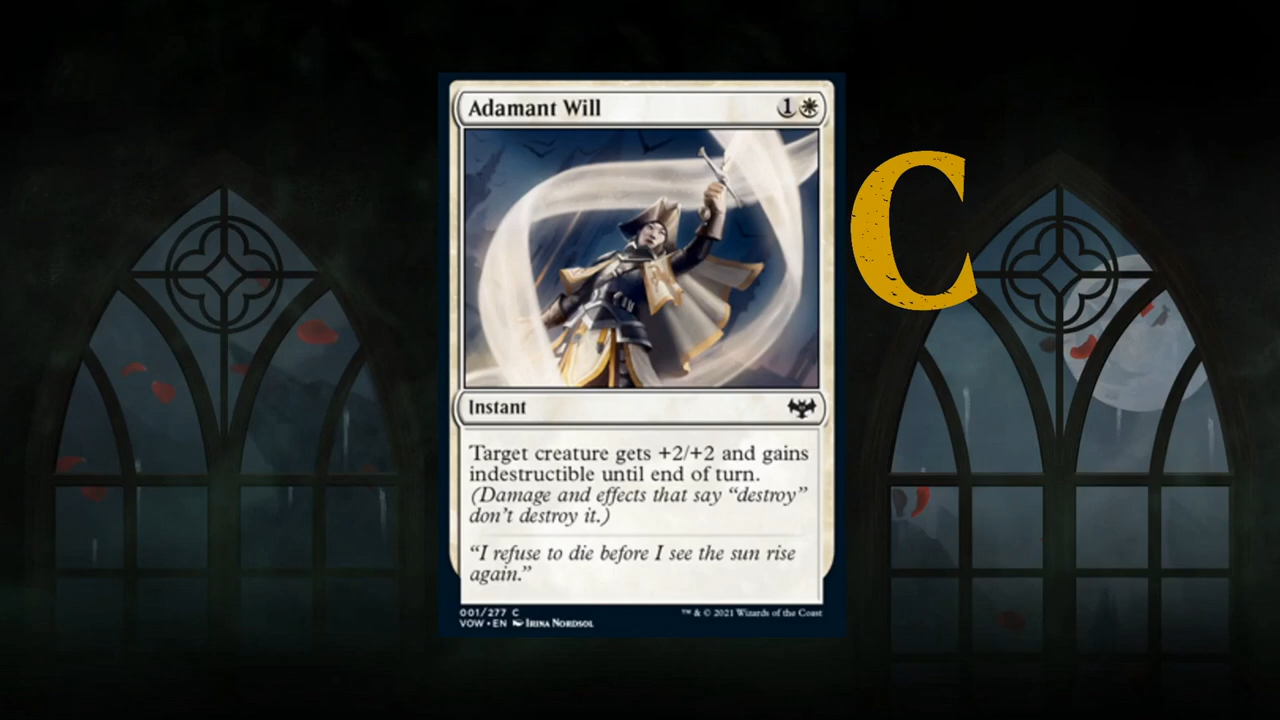 Adamant Will 1
C
Instant
Target creature gets +2/+2 and gains
indestructible until end of turn.
(Damage and effects that say “destroy”
don’t destroy it.)
“I refuse to die before I see the sun rise
again.”
001/277 C
™ & © 2021 Wizards of the Coast
VOW • EN Irina Nordsol